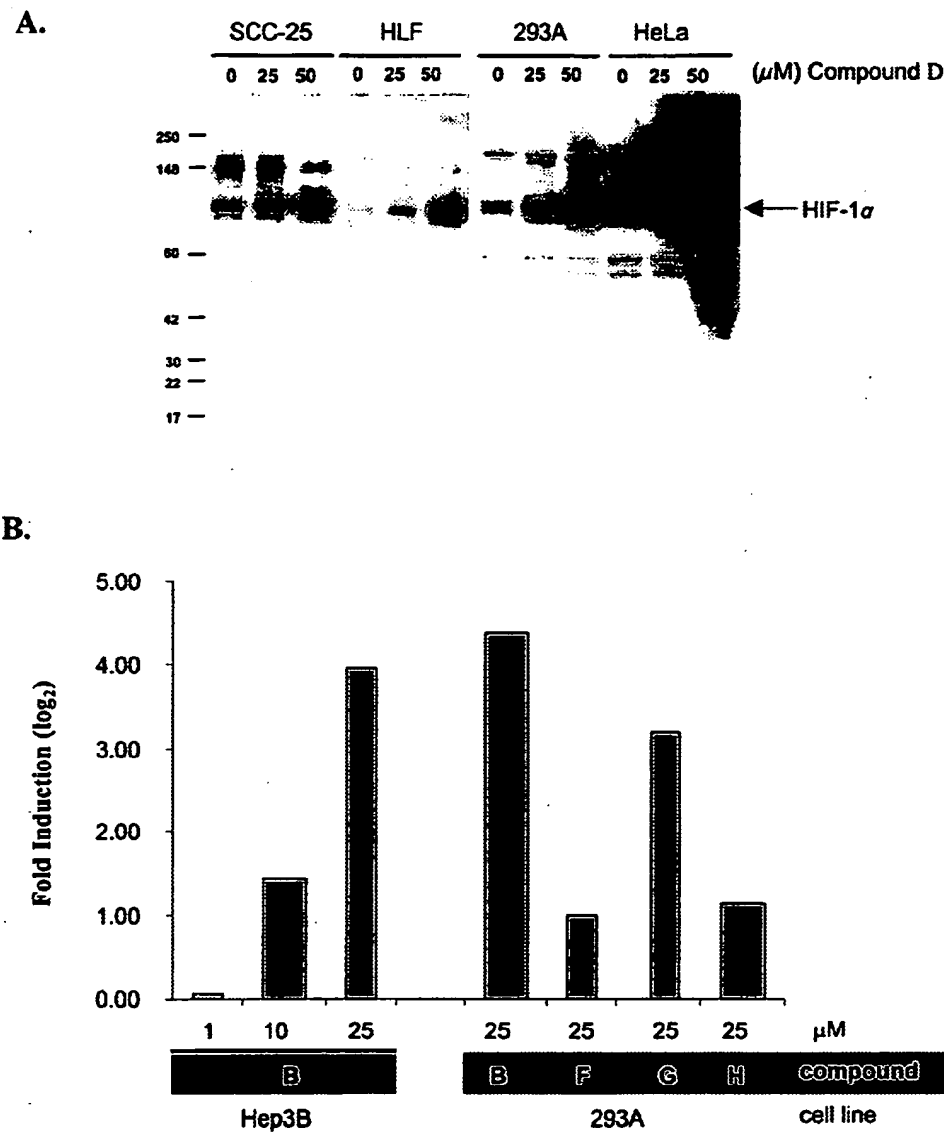 A.
SCC-25 HLF 293A HeLa
0 25 50 0 25 50 0 25 50 0 25 50 (μM) Compound D
250
148
60
42
30
22
17
HIF-1α
B.
Fold Induction (log2)
5.00
4.00
3.00
2.00
1.00
0.00
1 10 25 25 25 25 25 μM
B B F G H compound
Hep3B 293A cell line